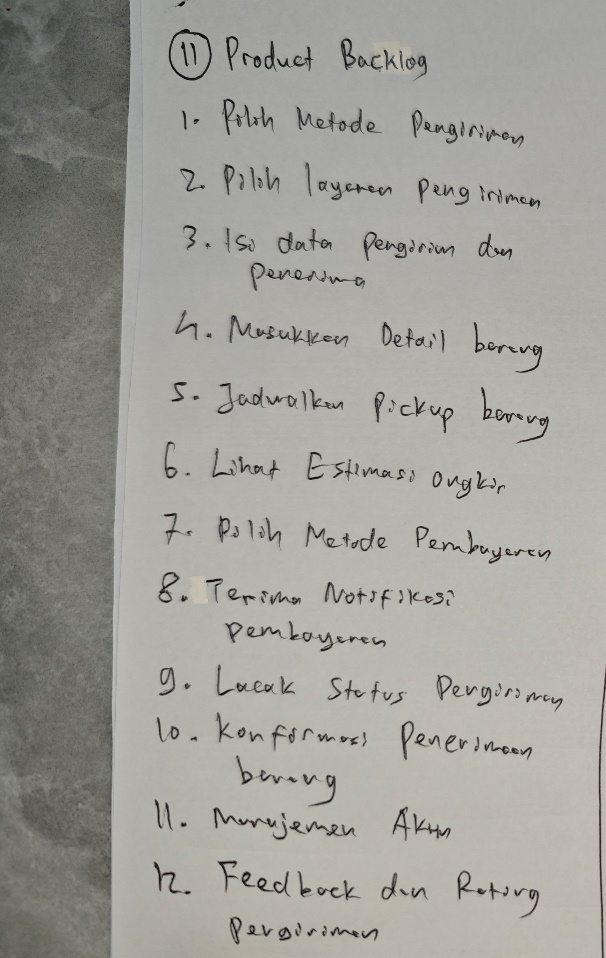 11 Product Backlog
1. Pilih Metode Pengiriman
2. Pilih layanan pengiriman
3. Isi data pengirim dan
penerima
4. Masukkan Detail barang
5. Jadwalkan Pickup barang
6. Lihat Estimasi ongkir
7. Pilih Metode Pembayaran
8. Terima Notifikasi
Pembayaran
9. Lacak Status Pengiriman
10. Konfirmasi Penerimaan
barang
11. Manajemen Akun
12. Feedback dan Rating
pengiriman